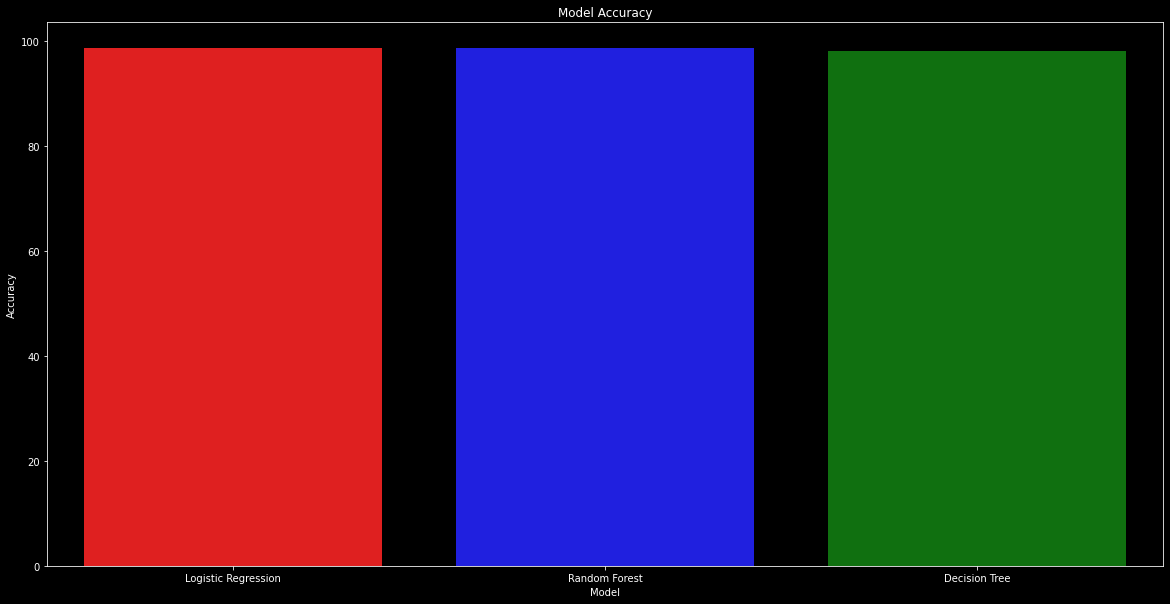 Model Accuracy
100
80
60
40
20
0
Accuracy
Logistic Regression
Random Forest
Decision Tree
Model